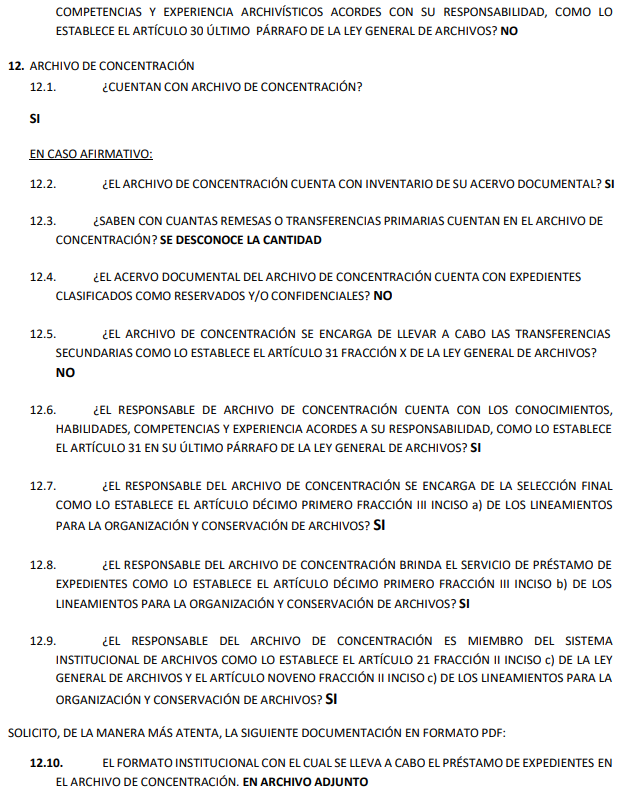 COMPETENCIAS Y EXPERIENCIA ARCHIVÍSTICOS ACORDES CON SU RESPONSABILIDAD, COMO LO
ESTABLECE EL ARTÍCULO 30 ÚLTIMO PÁRRAFO DE LA LEY GENERAL DE ARCHIVOS? NO
12. ARCHIVO DE CONCENTRACIÓN
12.1. ¿CUENTAN CON ARCHIVO DE CONCENTRACIÓN?
SI
EN CASO AFIRMATIVO:
12.2. ¿EL ARCHIVO DE CONCENTRACIÓN CUENTA CON INVENTARIO DE SU ACERVO DOCUMENTAL? SI
12.3. ¿SABEN CON CUANTAS REMESAS O TRANSFERENCIAS PRIMARIAS CUENTAN EN EL ARCHIVO DE
CONCENTRACIÓN? SE DESCONOCE LA CANTIDAD
12.4. ¿EL ACERVO DOCUMENTAL DEL ARCHIVO DE CONCENTRACIÓN CUENTA CON EXPEDIENTES
CLASIFICADOS COMO RESERVADOS Y/O CONFIDENCIALES? NO
12.5. ¿EL ARCHIVO DE CONCENTRACIÓN SE ENCARGA DE LLEVAR A CABO LAS TRANSFERENCIAS
SECUNDARIAS COMO LO ESTABLECE EL ARTÍCULO 31 FRACCIÓN X DE LA LEY GENERAL DE ARCHIVOS?
NO
12.6. ¿EL RESPONSABLE DE ARCHIVO DE CONCENTRACIÓN CUENTA CON LOS CONOCIMIENTOS,
HABILIDADES, COMPETENCIAS Y EXPERIENCIA ACORDES A SU RESPONSABILIDAD, COMO LO ESTABLECE
EL ARTÍCULO 31 EN SU ÚLTIMO PÁRRAFO DE LA LEY GENERAL DE ARCHIVOS? SI
12.7. ¿EL RESPONSABLE DEL ARCHIVO DE CONCENTRACIÓN SE ENCARGA DE LA SELECCIÓN FINAL
COMO LO ESTABLECE EL ARTÍCULO DÉCIMO PRIMERO FRACCIÓN III INCISO a) DE LOS LINEAMIENTOS
PARA LA ORGANIZACIÓN Y CONSERVACIÓN DE ARCHIVOS? SI
12.8. ¿EL RESPONSABLE DEL ARCHIVO DE CONCENTRACIÓN BRINDA EL SERVICIO DE PRÉSTAMO DE
EXPEDIENTES COMO LO ESTABLECE EL ARTÍCULO DÉCIMO PRIMERO FRACCIÓN III INCISO b) DE LOS
LINEAMIENTOS PARA LA ORGANIZACIÓN Y CONSERVACIÓN DE ARCHIVOS? SI
12.9. ¿EL RESPONSABLE DEL ARCHIVO DE CONCENTRACIÓN ES MIEMBRO DEL SISTEMA
INSTITUCIONAL DE ARCHIVOS COMO LO ESTABLECE EL ARTÍCULO 21 FRACCIÓN II INCISO c) DE LA LEY
GENERAL DE ARCHIVOS Y EL ARTÍCULO NOVENO FRACCIÓN II INCISO c) DE LOS LINEAMIENTOS PARA LA
ORGANIZACIÓN Y CONSERVACIÓN DE ARCHIVOS? SI
SOLICITO, DE LA MANERA MÁS ATENTA, LA SIGUIENTE DOCUMENTACIÓN EN FORMATO PDF:
12.10. EL FORMATO INSTITUCIONAL CON EL CUAL SE LLEVA A CABO EL PRÉSTAMO DE EXPEDIENTES EN
EL ARCHIVO DE CONCENTRACIÓN. EN ARCHIVO ADJUNTO